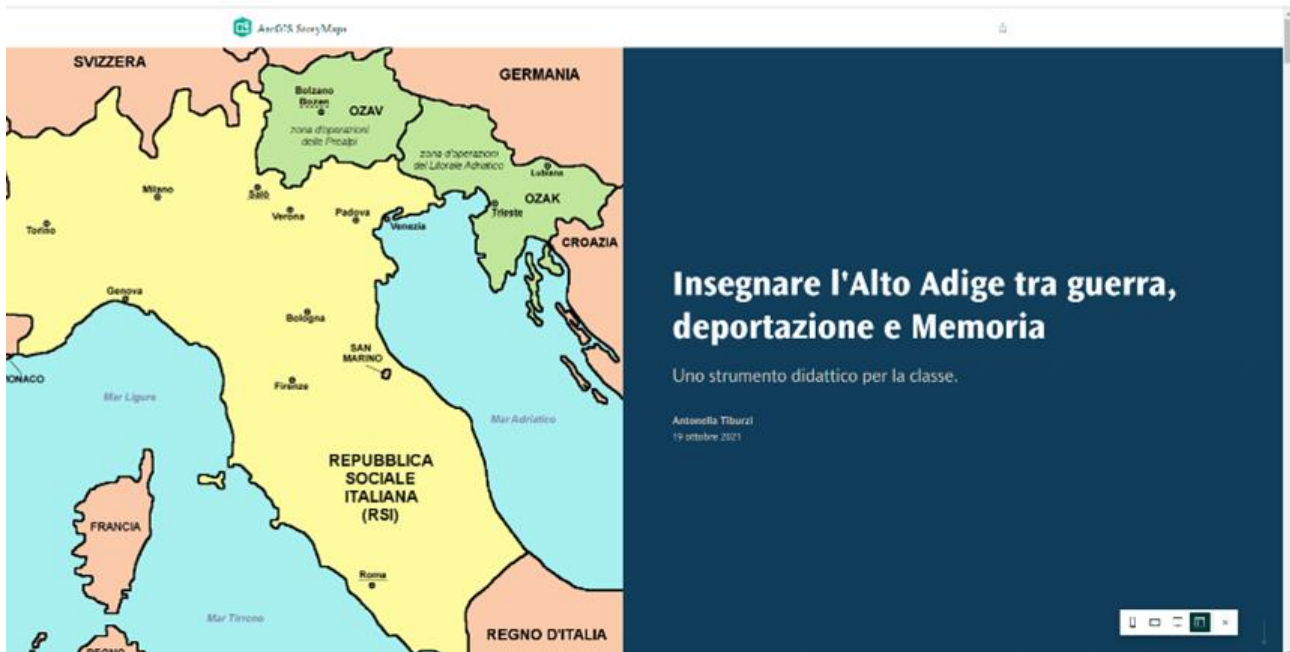 ArcGIS StoryMaps
SVIZZERA
GERMANIA
Bolzano
Bozen
OZAV
zona d'operazioni
delle Prealpi
zona d'operazioni
del Litorale Adriatico
Lubiana
OZAK
Milano
Salò
Verona
Padova
Venezia
Trieste
Torino
CROAZIA
Genova
Bologna
SAN
MARINO
MONACO
Firenze
Mar Ligure
Mar Adriatico
REPUBBLICA
SOCIALE
ITALIANA
(RSI)
FRANCIA
Roma
Mar Tirreno
REGNO D'ITALIA
REGNO
Insegnare l'Alto Adige tra guerra,
deportazione e Memoria
Uno strumento didattico per la classe.
Antonella Tiburzi
19 ottobre 2021